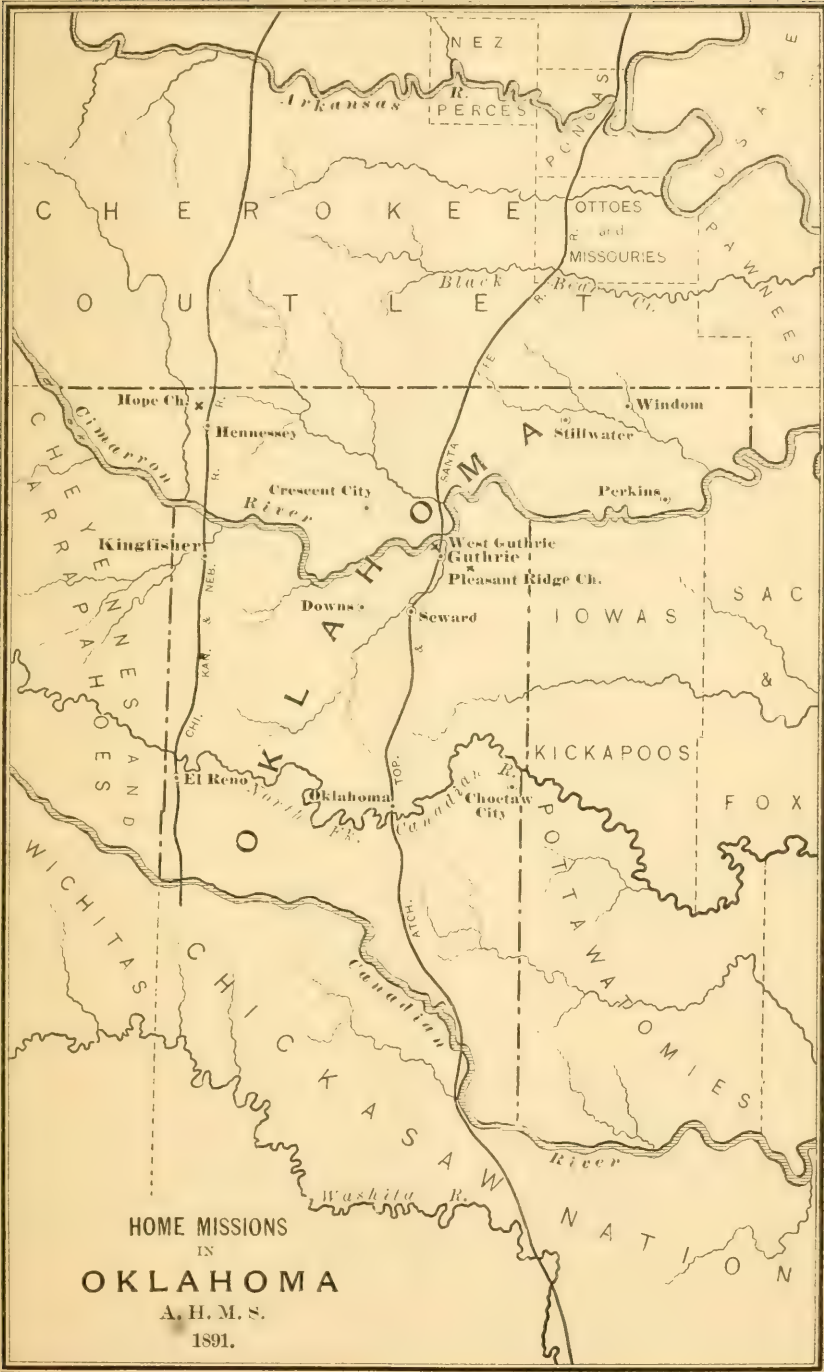 NEZ
PERCES
Arkansas R.
PONCAS
OSAGE
CHEROKEE
OUTLET
OTTOES
and
MISSOURIES
PAWNEES
Black Bear Cr.
Hope Ch.
Hennessey
Cimarron River
Windom
Stillwater
Crescent City
Perkins
CHEYENNES AND
ARRAPAHOES
Kingfisher
West Guthrie
Guthrie
Pleasant Ridge Ch.
Downs
Seward
OKLAHOMA
IOWAS
SAC
&
FOX
KICKAPOOS
CHI. KAN. & NEB. R. R.
ATCH. TOP. & SANTA FE R. R.
El Reno
Oklahoma
Choctaw
City
North Fk. Canadian R.
POTTAWATOMIES
WICHITAS
CHICKASAW NATION
Canadian River
Washita R.
HOME MISSIONS
IN
OKLAHOMA
A. H. M. S.
1891.